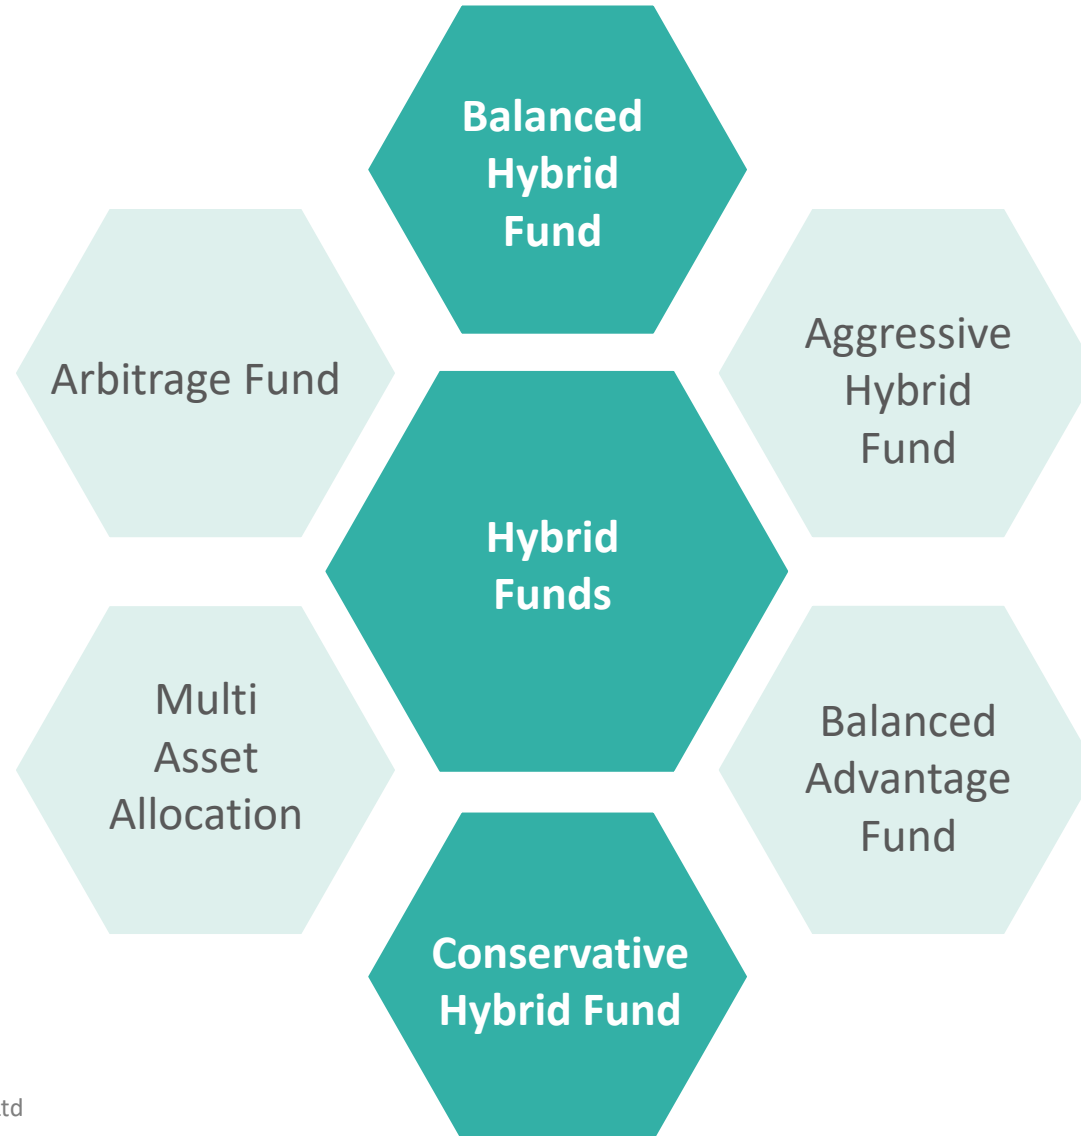 Balanced
Hybrid
Fund
Arbitrage Fund
Aggressive
Hybrid
Fund
Hybrid
Funds
Multi
Asset
Allocation
Balanced
Advantage
Fund
Conservative
Hybrid Fund